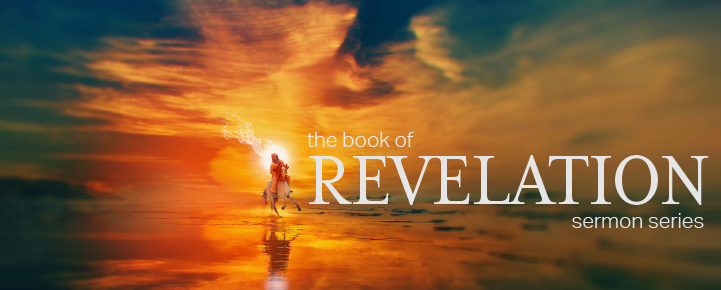 the book of
REVELATION
sermon series